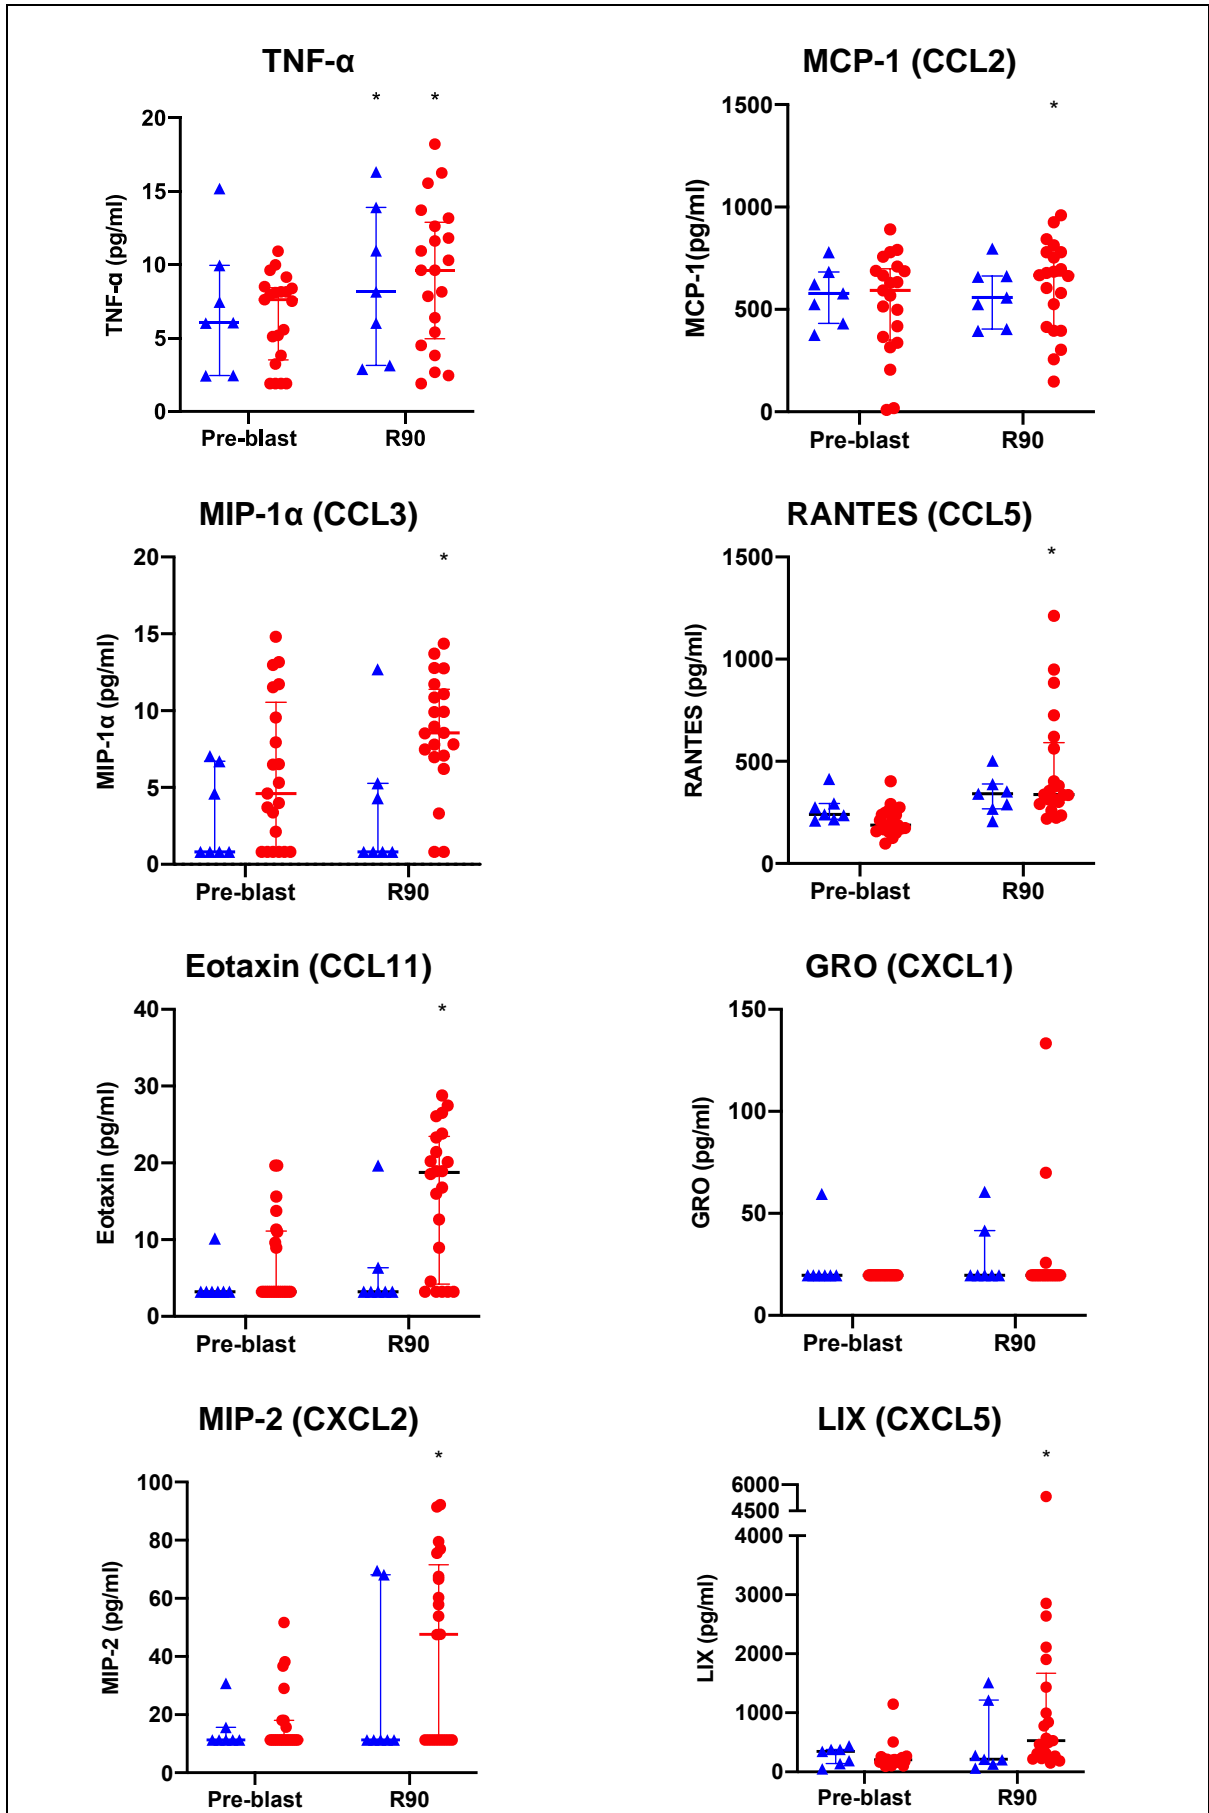 TNF-α
* *
20
15
10
5
0
TNF-α (pg/ml)
Pre-blast R90
MCP-1 (CCL2)
*
1500
1000
500
0
MCP-1(pg/ml)
Pre-blast R90
MIP-1α (CCL3)
*
20
15
10
5
0
MIP-1α (pg/ml)
Pre-blast R90
RANTES (CCL5)
*
1500
1000
500
0
RANTES (pg/ml)
Pre-blast R90
Eotaxin (CCL11)
*
40
30
20
10
0
Eotaxin (pg/ml)
Pre-blast R90
GRO (CXCL1)
150
100
50
0
GRO (pg/ml)
Pre-blast R90
MIP-2 (CXCL2)
*
100
80
60
40
20
0
MIP-2 (pg/ml)
Pre-blast R90
LIX (CXCL5)
*
6000
4500
4000
3000
2000
1000
0
LIX (pg/ml)
Pre-blast R90